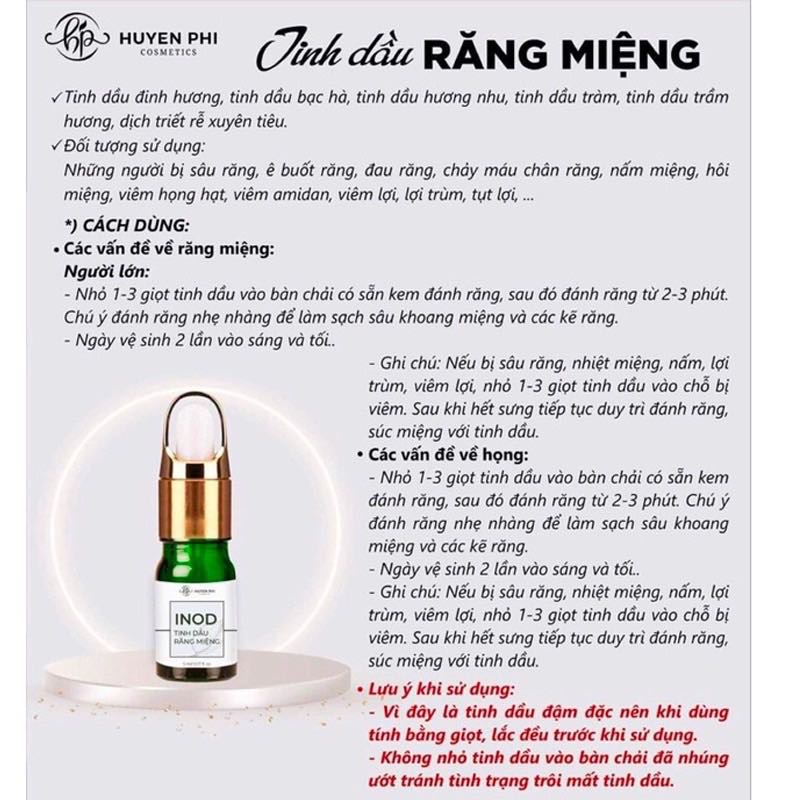 HUYEN PHI
COSMETICS
Tinh dầu RĂNG MIỆNG
✓Tinh dầu đinh hương, tinh dầu bạc hà, tinh dầu hương nhu, tinh dầu tràm, tinh dầu trầm
hương, dịch triết rễ xuyên tiêu.
✓Đối tượng sử dụng:
Những người bị sâu răng, ê buốt răng, đau răng, chảy máu chân răng, nấm miệng, hôi
miệng, viêm họng hạt, viêm amidan, viêm lợi, lợi trùm, tụt lợi, ...
*) CÁCH DÙNG:
• Các vấn đề về răng miệng:
Người lớn:
- Nhỏ 1-3 giọt tinh dầu vào bàn chải có sẵn kem đánh răng, sau đó đánh răng từ 2-3 phút.
Chú ý đánh răng nhẹ nhàng để làm sạch sâu khoang miệng và các kẽ răng.
- Ngày vệ sinh 2 lần vào sáng và tối..
- Ghi chú: Nếu bị sâu răng, nhiệt miệng, nấm, lợi
trùm, viêm lợi, nhỏ 1-3 giọt tinh dầu vào chỗ bị
viêm. Sau khi hết sưng tiếp tục duy trì đánh răng,
súc miệng với tinh dầu.
• Các vấn đề về họng:
- Nhỏ 1-3 giọt tinh dầu vào bàn chải có sẵn kem
đánh răng, sau đó đánh răng từ 2-3 phút. Chú ý
đánh răng nhẹ nhàng để làm sạch sâu khoang
miệng và các kẽ răng.
- Ngày vệ sinh 2 lần vào sáng và tối..
- Ghi chú: Nếu bị sâu răng, nhiệt miệng, nấm, lợi
trùm, viêm lợi, nhỏ 1-3 giọt tinh dầu vào chỗ bị
viêm. Sau khi hết sưng tiếp tục duy trì đánh răng,
súc miệng với tinh dầu.
• Lưu ý khi sử dụng:
- Vì đây là tinh dầu đậm đặc nên khi dùng
tính bằng giọt, lắc đều trước khi sử dụng.
- Không nhỏ tinh dầu vào bàn chải đã nhúng
ướt tránh tình trạng trôi mất tinh dầu.
HUYEN PHI
INOD
TINH DẦU
RĂNG MIỆNG